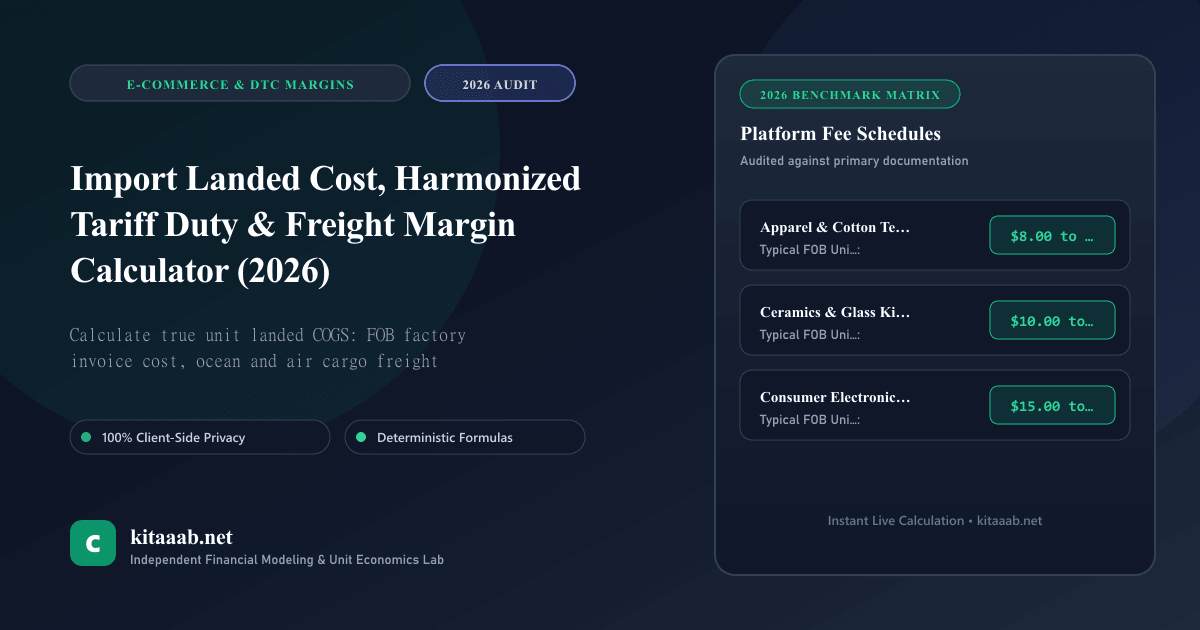 E-COMMERCE & DTC MARGINS
2026 AUDIT
Import Landed Cost, Harmonized
Tariff Duty & Freight Margin
Calculator (2026)
Calculate true unit landed COGS: FOB factory
invoice cost, ocean and air cargo freight
100% Client-Side Privacy
Deterministic Formulas
C
kitaaab.net
Independent Financial Modeling & Unit Economics Lab
2026 BENCHMARK MATRIX
Platform Fee Schedules
Audited against primary documentation
Apparel & Cotton Te…
Typical FOB Uni…:
$8.00 to …
Ceramics & Glass Ki…
Typical FOB Uni…:
$10.00 to…
Consumer Electronic…
Typical FOB Uni…:
$15.00 to…
Instant Live Calculation • kitaaab.net